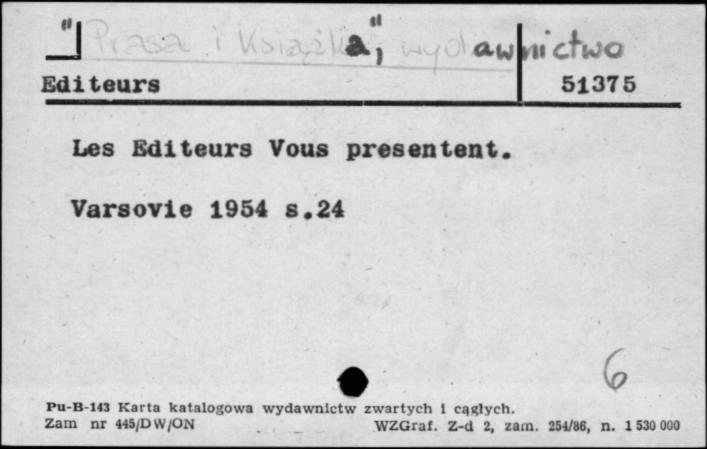 "Prasa i Książka", wydawnictwo
Editeurs 51375
Les Editeurs Vous presentent.
Varsovie 1954 s.24
6
Pu-B-143 Karta katalogowa wydawnictw zwartych i ciągłych.
Zam nr 445/DW/ON WZGraf. Z-d 2, zam. 254/86, n. 1 530 000